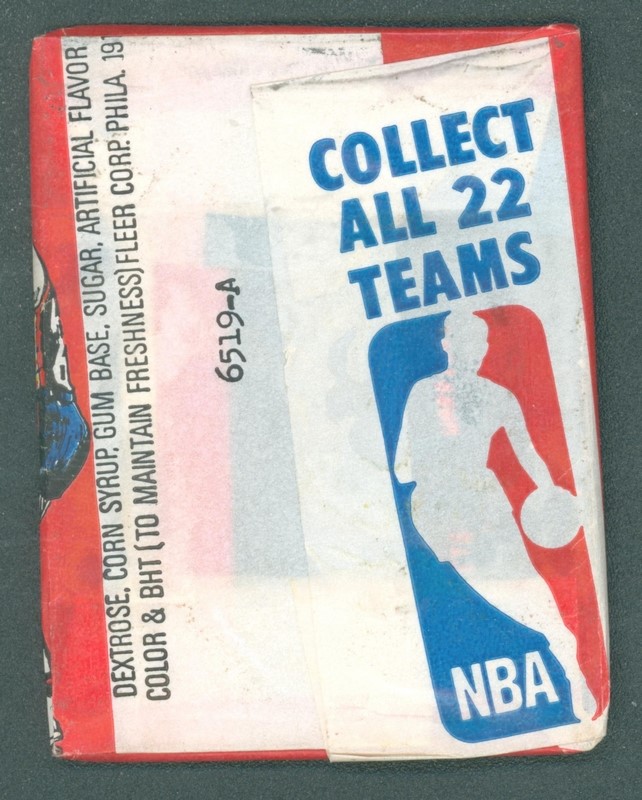 COLLECT
ALL 22
TEAMS
NBA
6519-A
DEXTROSE, CORN SYRUP, GUM BASE, SUGAR, ARTIFICIAL FLAVOR
COLOR & BHT (TO MAINTAIN FRESHNESS) FLEER CORP. PHILA. 19